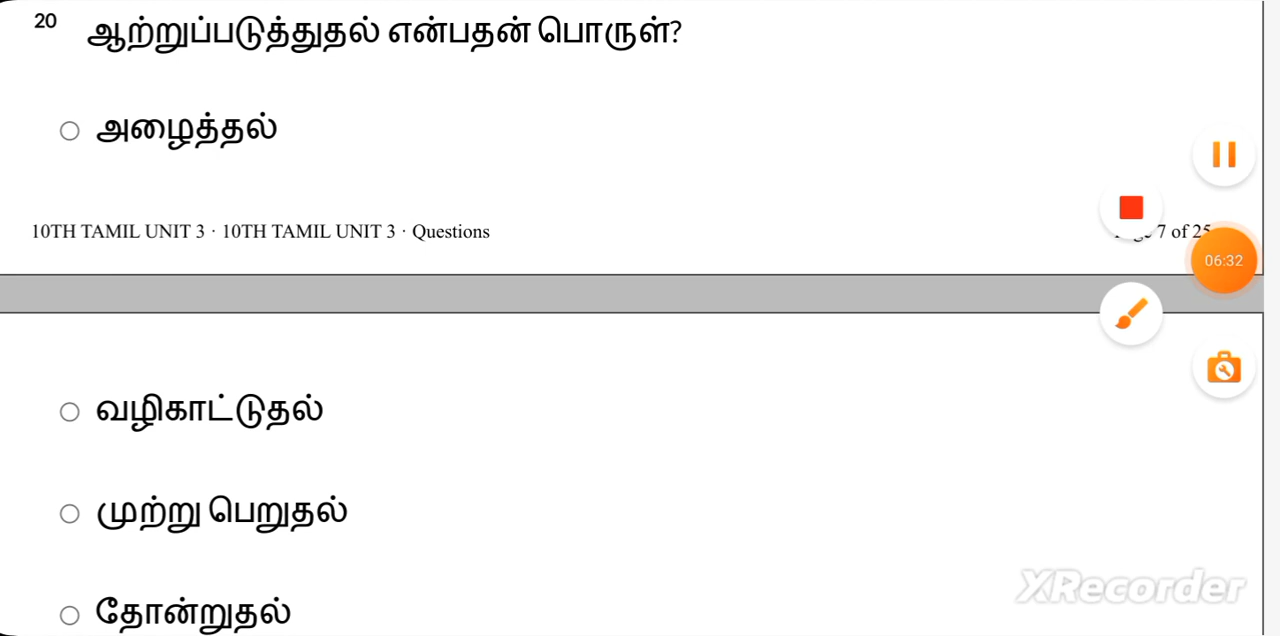 20 ஆற்றுப்படுத்துதல் என்பதன் பொருள்?
அழைத்தல்
10TH TAMIL UNIT 3 · 10TH TAMIL UNIT 3 · Questions 7 of 25
06:32
வழிகாட்டுதல்
முற்று பெறுதல்
XRecorder
தோன்றுதல்